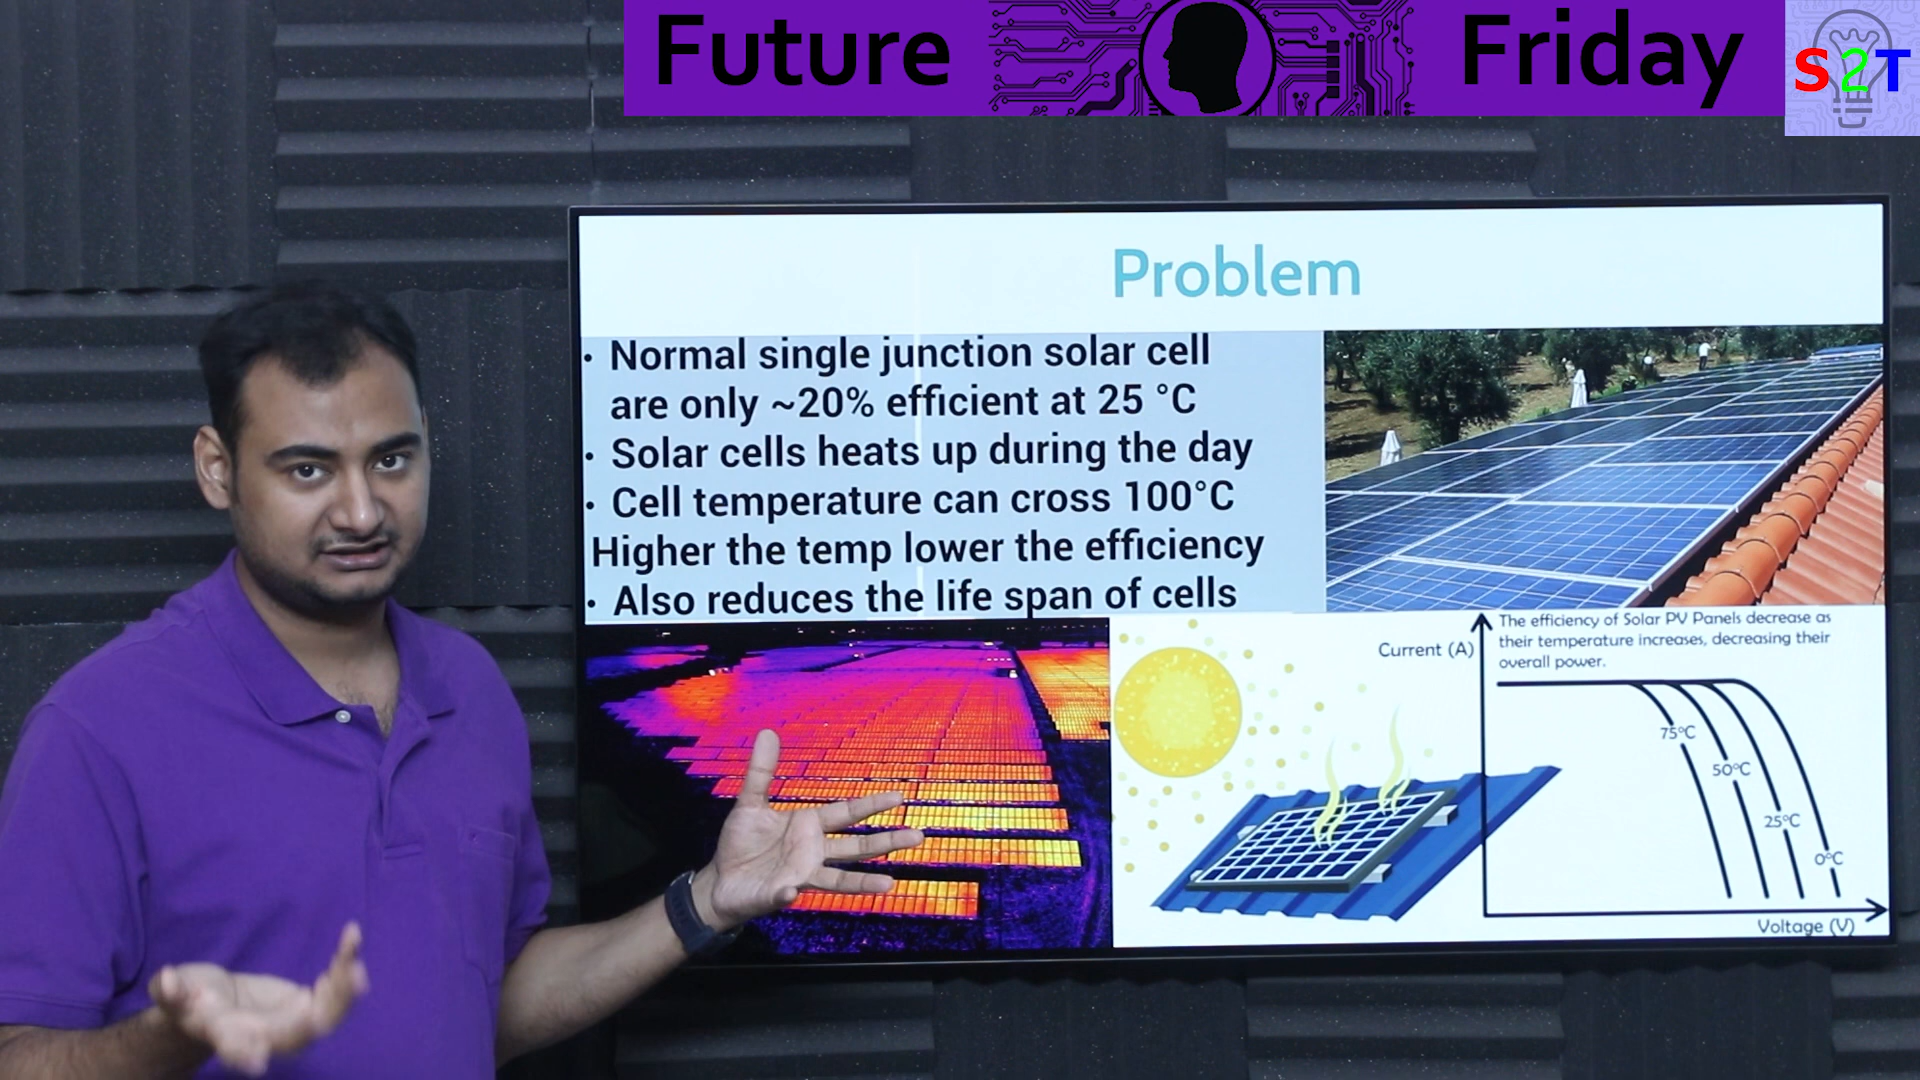 Future Friday
S2T
Problem
• Normal single junction solar cell
are only ~20% efficient at 25 °C
• Solar cells heats up during the day
• Cell temperature can cross 100°C
Higher the temp lower the efficiency
• Also reduces the life span of cells
The efficiency of Solar PV Panels decrease as
their temperature increases, decreasing their
overall power.
Current (A)
75°C
50°C
25°C
0°C
Voltage (V)